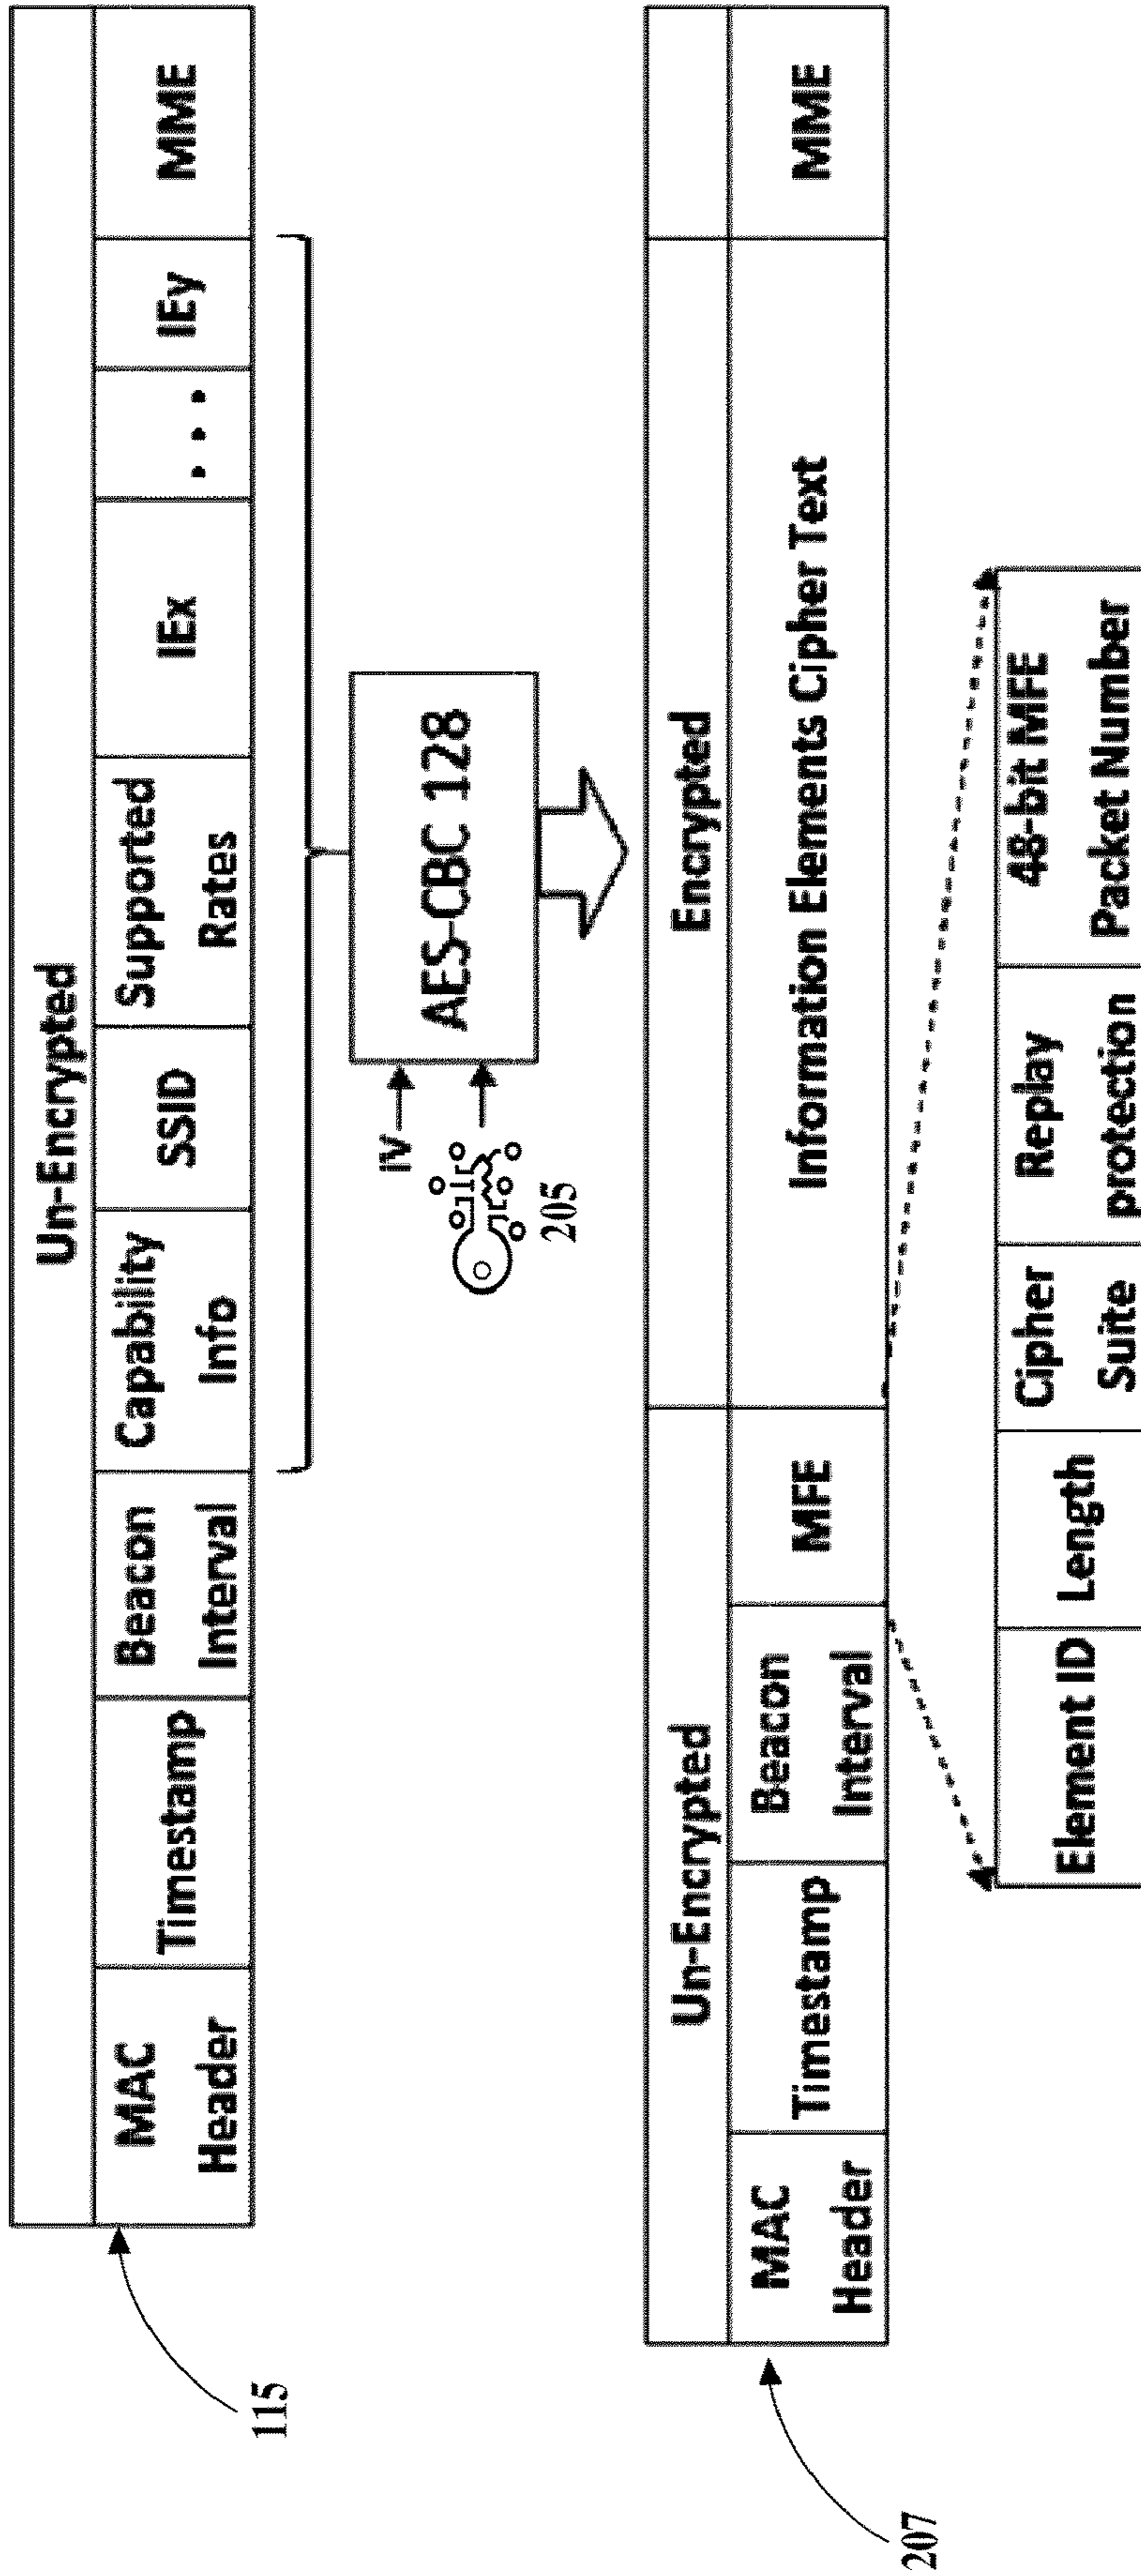 Un-Encrypted
MAC
Header
Timestamp
Beacon
Interval
Capability
Info
SSID
Supported
Rates
IEx
...
IEy
MME
115
IV
205
AES-CBC 128
Un-Encrypted
Encrypted
MAC
Header
Timestamp
Beacon
Interval
MFE
Information Elements Cipher Text
MME
207
Element ID
Length
Cipher
Suite
Replay
protection
48-bit MFE
Packet Number